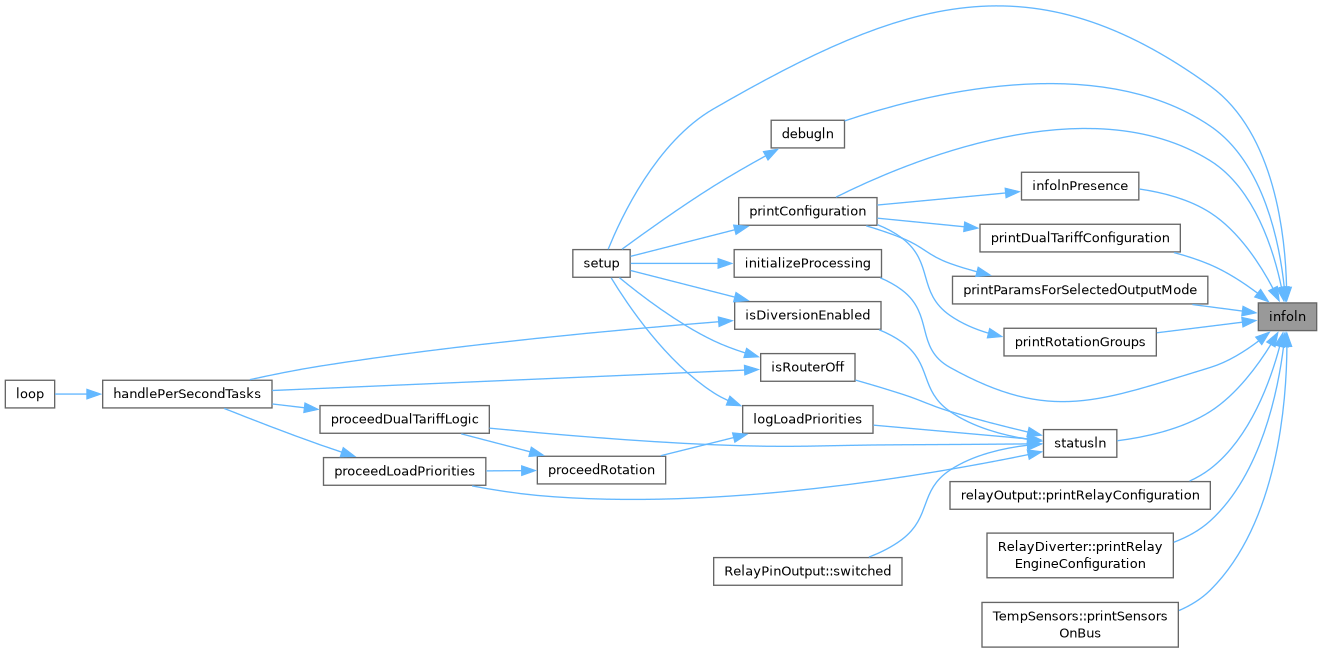 debugln
infolnPresence
printConfiguration
printDualTariffConfiguration
setup
initializeProcessing
printParamsForSelectedOutputMode
isDiversionEnabled
infoln
printRotationGroups
isRouterOff
loop
handlePerSecondTasks
proceedDualTariffLogic
logLoadPriorities
statusln
proceedLoadPriorities
proceedRotation
relayOutput::printRelayConfiguration
RelayDiverter::printRelay
EngineConfiguration
RelayPinOutput::switched
TempSensors::printSensors
OnBus